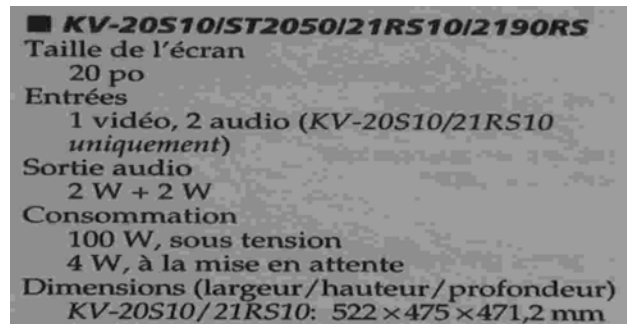 ■ KV-20S10/ST2050/21RS10/2190RS
Taille de l'écran
20 po
Entrées
1 vidéo, 2 audio (KV-20S10/21RS10
uniquement)
Sortie audio
2 W + 2 W
Consommation
100 W, sous tension
4 W, à la mise en attente
Dimensions (largeur/hauteur/profondeur)
KV-20S10/21RS10: 522×475×471,2 mm